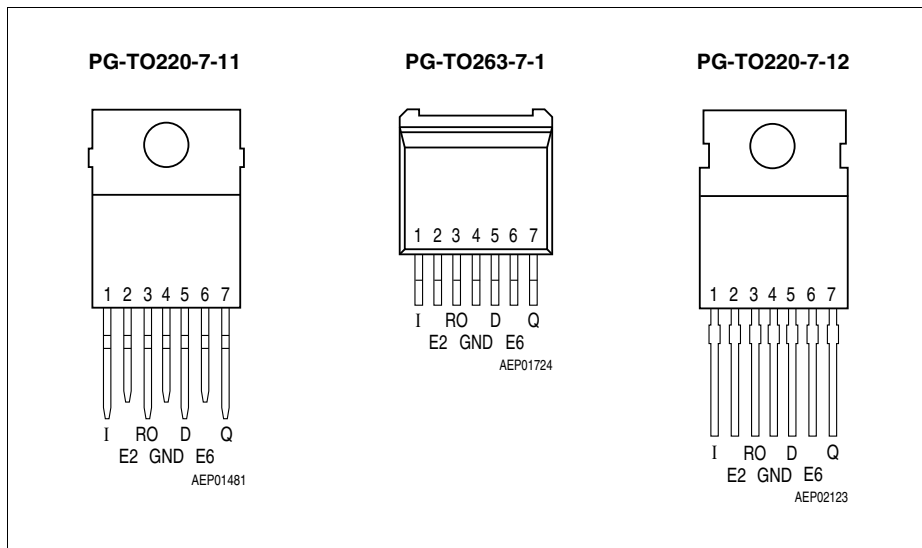 PG-TO220-7-11
PG-TO263-7-1
PG-TO220-7-12
1 2 3 4 5 6 7
I RO D Q
E2 GND E6
AEP01481
1 2 3 4 5 6 7
I RO D Q
E2 GND E6
AEP01724
1 2 3 4 5 6 7
I RO D Q
E2 GND E6
AEP02123